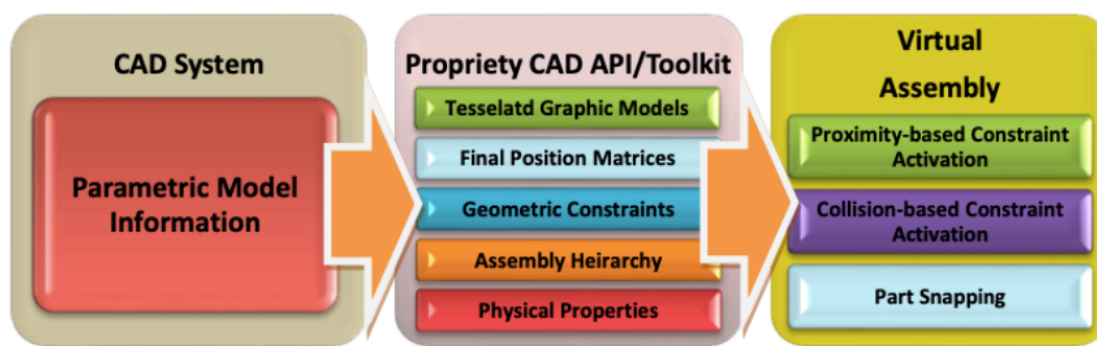 CAD System
Parametric Model
Information
Propriety CAD API/Toolkit
Tesselatd Graphic Models
Final Position Matrices
Geometric Constraints
Assembly Heirarchy
Physical Properties
Virtual
Assembly
Proximity-based Constraint
Activation
Collision-based Constraint
Activation
Part Snapping